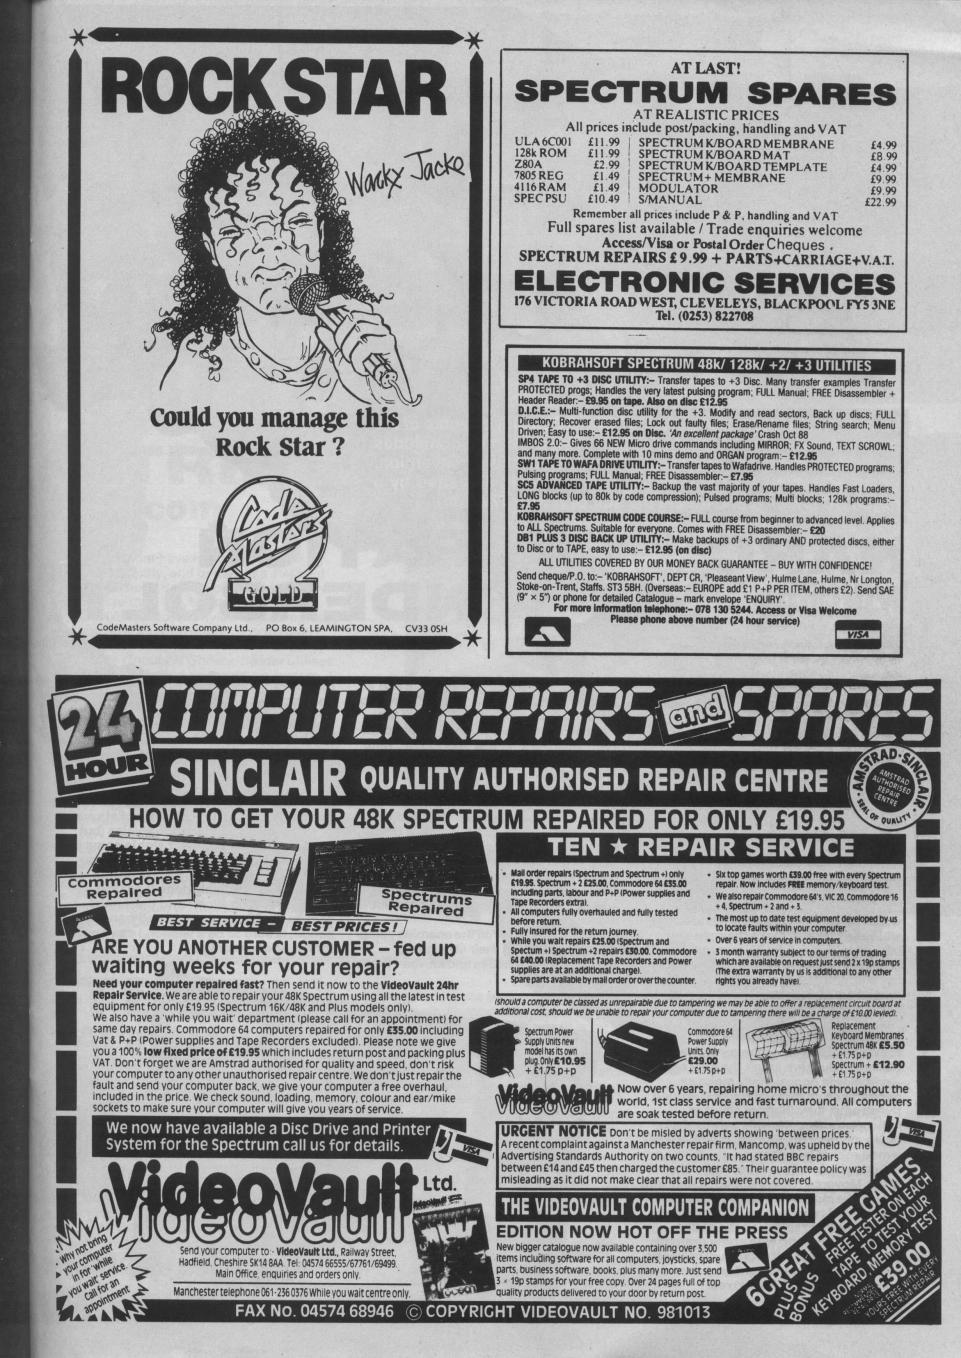 ROCK STAR
Wacky Jacko
Could you manage this
Rock Star ?
Code
Masters
GOLD
CodeMasters Software Company Ltd., PO Box 6, LEAMINGTON SPA, CV33 0SH
AT LAST!
SPECTRUM SPARES
AT REALISTIC PRICES
All prices include post/packing, handling and VAT
ULA 6C001 £11.99 SPECTRUM K/BOARD MEMBRANE £4.99
128k ROM £11.99 SPECTRUM K/BOARD MAT £8.99
Z80A £2.99 SPECTRUM K/BOARD TEMPLATE £4.99
7805 REG £1.49 SPECTRUM+ MEMBRANE £9.99
4116 RAM £1.49 MODULATOR £9.99
SPEC PSU £10.49 S/MANUAL £22.99
Remember all prices include P & P, handling and VAT
Full spares list available / Trade enquiries welcome
Access/Visa or Postal Order Cheques .
SPECTRUM REPAIRS £9.99 + PARTS+CARRIAGE+V.A.T.
ELECTRONIC SERVICES
176 VICTORIA ROAD WEST, CLEVELEYS, BLACKPOOL FY5 3NE
Tel. (0253) 822708
KOBRAHSOFT SPECTRUM 48k/ 128k/ +2/ +3 UTILITIES
SP4 TAPE TO +3 DISC UTILITY:– Transfer tapes to +3 Disc. Many transfer examples Transfer
PROTECTED progs; Handles the very latest pulsing program; FULL Manual; FREE Disassembler +
Header Reader:– £9.95 on tape. Also on disc £12.95
D.I.C.E.:– Multi-function disc utility for the +3. Modify and read sectors, Back up discs; FULL
Directory; Recover erased files; Lock out faulty files; Erase/Rename files; String search; Menu
Driven; Easy to use:– £12.95 on Disc. 'An excellent package' Crash Oct 88
IMBOS 2.0:– Gives 66 NEW Micro drive commands including MIRROR; FX Sound, TEXT SCROWL;
and many more. Complete with 10 mins demo and ORGAN program:– £12.95
SW1 TAPE TO WAFA DRIVE UTILITY:– Transfer tapes to Wafadrive. Handles PROTECTED programs;
Pulsing programs; FULL Manual; FREE Disassembler:– £7.95
SC5 ADVANCED TAPE UTILITY:– Backup the vast majority of your tapes. Handles Fast Loaders,
LONG blocks (up to 80k by code compression); Pulsed programs; Multi blocks; 128k programs:–
£7.95
KOBRAHSOFT SPECTRUM CODE COURSE:– FULL course from beginner to advanced level. Applies
to ALL Spectrums. Suitable for everyone. Comes with FREE Disassembler:– £20
DB1 PLUS 3 DISC BACK UP UTILITY:– Make backups of +3 ordinary AND protected discs, either
to Disc or to TAPE, easy to use:– £12.95 (on disc)
ALL UTILITIES COVERED BY OUR MONEY BACK GUARANTEE – BUY WITH CONFIDENCE!
Send cheque/P.O. to:– 'KOBRAHSOFT', DEPT CR, 'Pleaseant View', Hulme Lane, Hulme, Nr Longton,
Stoke-on-Trent, Staffs. ST3 5BH. (Overseas:– EUROPE add £1 P+P PER ITEM, others £2). Send SAE
(9" × 5") or phone for detailed Catalogue – mark envelope 'ENQUIRY'.
For more information telephone:– 078 130 5244. Access or Visa Welcome
Please phone above number (24 hour service)
VISA
24
HOUR
COMPUTER REPAIRS and SPARES
SINCLAIR QUALITY AUTHORISED REPAIR CENTRE
AMSTRAD·SINCLAIR
AMSTRAD
AUTHORISED
REPAIR
CENTRE
SEAL OF QUALITY
HOW TO GET YOUR 48K SPECTRUM REPAIRED FOR ONLY £19.95
Commodores
Repaired
Spectrums
Repaired
BEST SERVICE – BEST PRICES!
ARE YOU ANOTHER CUSTOMER – fed up
waiting weeks for your repair?
Need your computer repaired fast? Then send it now to the VideoVault 24hr
Repair Service. We are able to repair your 48K Spectrum using all the latest in test
equipment for only £19.95 (Spectrum 16K/48K and Plus models only).
We also have a 'while you wait' department (please call for an appointment) for
same day repairs. Commodore 64 computers repaired for only £35.00 including
Vat & P+P (Power supplies and Tape Recorders excluded). Please note we give
you a 100% low fixed price of £19.95 which includes return post and packing plus
VAT. Don't forget we are Amstrad authorised for quality and speed, don't risk
your computer to any other unauthorised repair centre. We don't just repair the
fault and send your computer back, we give your computer a free overhaul,
included in the price. We check sound, loading, memory, colour and ear/mike
sockets to make sure your computer will give you years of service.
We now have available a Disc Drive and Printer
System for the Spectrum call us for details.
VISA
VideoVault Ltd.
Why not bring
your computer
in for 'while
you wait' service.
Call for an
appointment
Send your computer to:- VideoVault Ltd., Railway Street,
Hadfield, Cheshire SK14 8AA. Tel: 04574 66555/67761/69499.
Main Office, enquiries and orders only.
Manchester telephone 061-236 0376 While you wait centre only.
TEN ★ REPAIR SERVICE
• Mail order repairs (Spectrum and Spectrum +) only
£19.95. Spectrum + 2 £25.00, Commodore 64 £35.00
including parts, labour and P+P (Power supplies and
Tape Recorders extra).
• All computers fully overhauled and fully tested
before return.
• Fully insured for the return journey.
• While you wait repairs £25.00 (Spectrum and
Spectum +) Spectrum +2 repairs £30.00. Commodore
64 £40.00 (Replacement Tape Recorders and Power
supplies are at an additional charge).
• Spare parts available by mail order or over the counter.
• Six top games worth £39.00 free with every Spectrum
repair. Now includes FREE memory/keyboard test.
• We also repair Commodore 64's, VIC 20, Commodore 16
+ 4, Spectrum + 2 and + 3.
• The most up to date test equipment developed by us
to locate faults within your computer.
• Over 6 years of service in computers.
• 3 month warranty subject to our terms of trading
which are available on request just send 2 x 19p stamps
(The extra warranty by us is additional to any other
rights you already have).
(should a computer be classed as unrepairable due to tampering we may be able to offer a replacement circuit board at
additional cost, should we be unable to repair your computer due to tampering there will be a charge of £10.00 levied).
Spectrum Power
Supply Units new
model has its own
plug. Only £10.95
+ £1.75 p+p
Commodore 64
Power Supply
Units. Only
£29.00
+£1.75 p+p
Replacement
Keyboard Membranes
Spectrum 48K £5.50
+ £1.75 p+p
Spectrum + £12.90
+ £1.75 p+p
VideoVault
Now over 6 years, repairing home micro's throughout the
world, 1st class service and fast turnaround. All computers
are soak tested before return.
URGENT NOTICE Don't be misled by adverts showing 'between prices.'
A recent complaint against a Manchester repair firm, Mancomp, was upheld by the
Advertising Standards Authority on two counts, "It had stated BBC repairs
between £14 and £45 then charged the customer £85." Their guarantee policy was
misleading as it did not make clear that all repairs were not covered.
VISA
THE VIDEOVAULT COMPUTER COMPANION
EDITION NOW HOT OFF THE PRESS
New bigger catalogue now available containing over 3,500
items including software for all computers, joysticks, spare
parts, business software, books, plus many more. Just send
3 × 19p stamps for your free copy. Over 24 pages full of top
quality products delivered to your door by return post.
6 GREAT FREE GAMES
PLUS FREE TESTER ON EACH
BONUS TAPE TO TEST YOUR
KEYBOARD MEMORY TEST
£39.00
FAX No. 04574 68946 © COPYRIGHT VIDEOVAULT NO. 981013